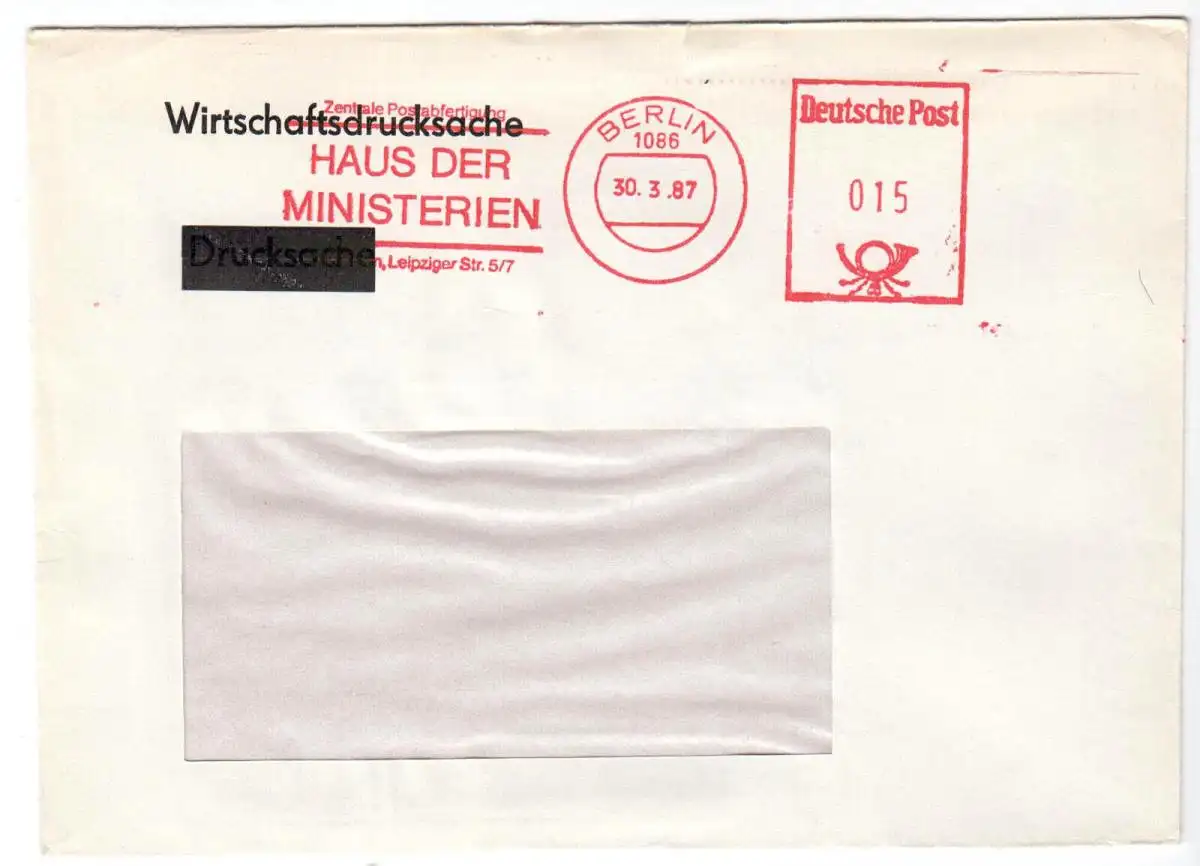 Zentrale Postabfertigung
Wirtschaftsdrucksache
HAUS DER
MINISTERIEN
Drucksache
n, Leipziger Str. 5/7
BERLIN
1086
30. 3 .87
Deutsche Post
015